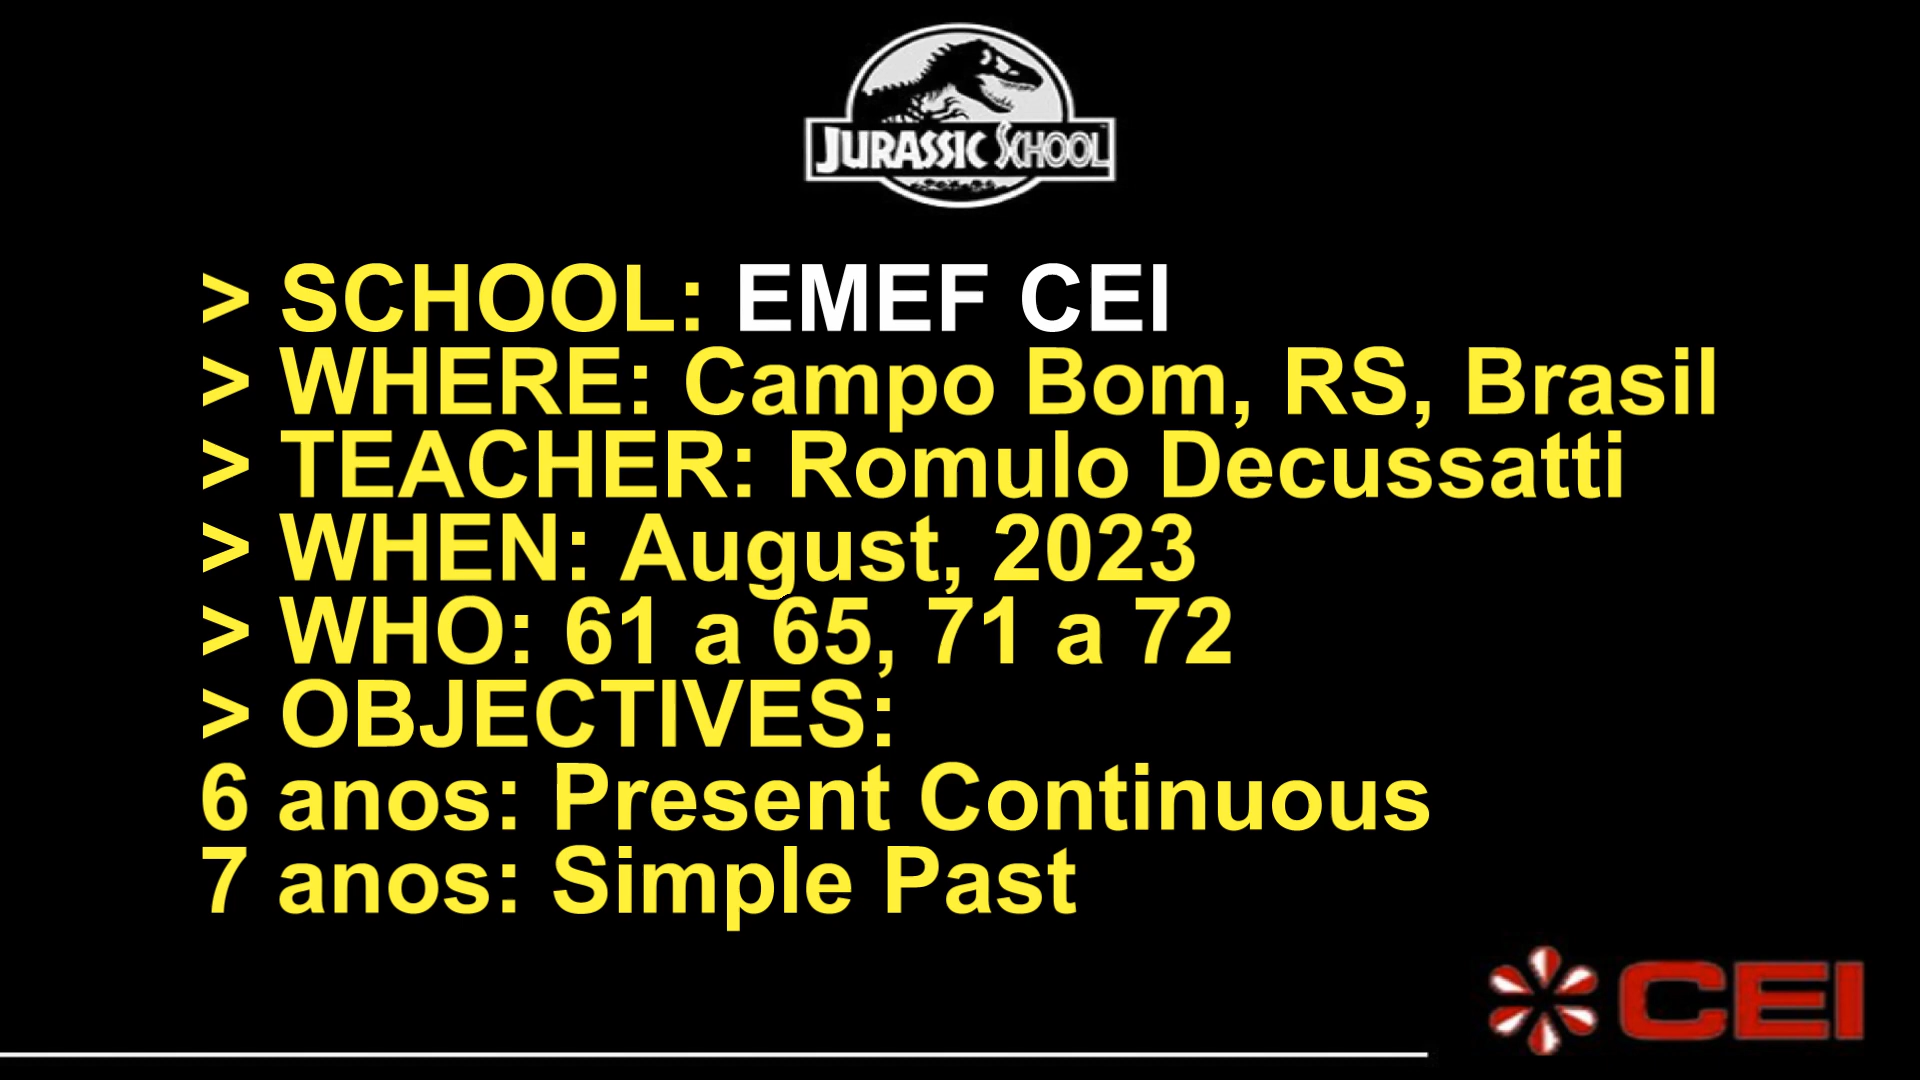 JURASSIC SCHOOL
> SCHOOL: EMEF CEI
> WHERE: Campo Bom, RS, Brasil
> TEACHER: Romulo Decussatti
> WHEN: August, 2023
> WHO: 61 a 65, 71 a 72
> OBJECTIVES:
6 anos: Present Continuous
7 anos: Simple Past
CEI